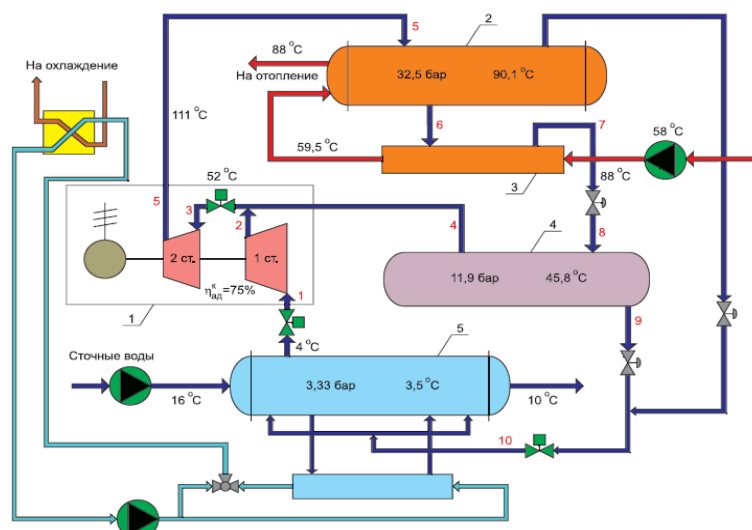 5
2
88 °C
На отопление
32,5 бар
90,1 °C
На охлаждение
111 °C
6
7
59,5 °C
58 °C
3
88 °C
52 °C
5
3
2
4
8
4
2 ст.
1 ст.
11,9 бар
45,8 °C
ηᵏад=75%
1
1
9
4 °C
5
Сточные воды
16 °C
3,33 бар
3,5 °C
10 °C
10